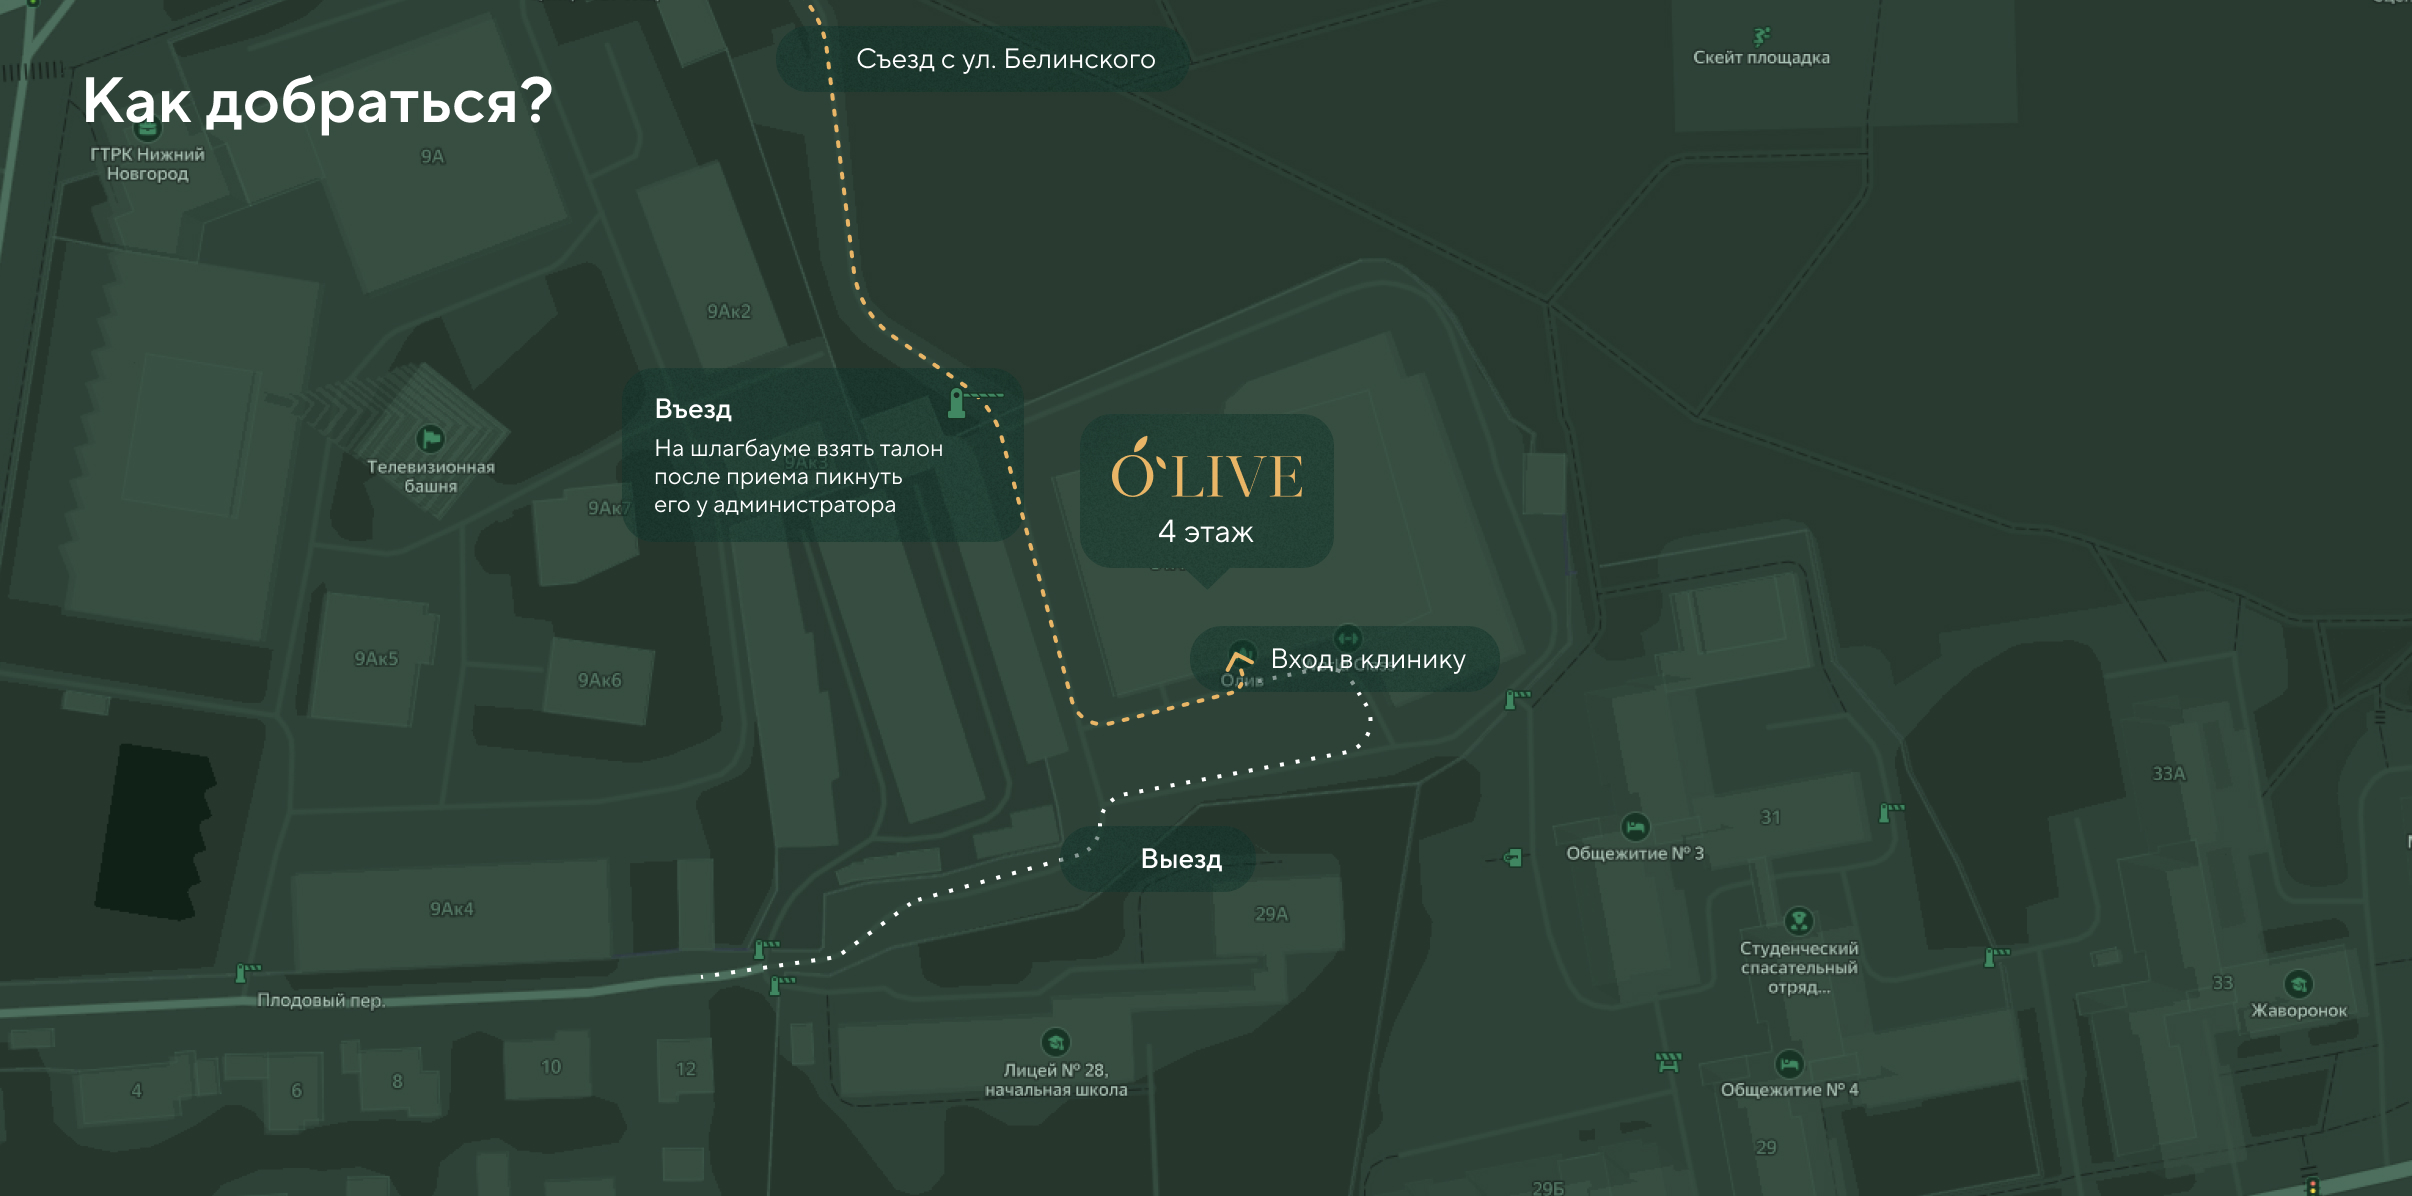 Съезд с ул. Белинского
Скейт площадка
Как добраться?
ГТРК Нижний
Новгород
9А
9Ак2
Въезд
На шлагбауме взять талон
после приема пикнуть
его у администратора
9Ак3
Телевизионная
башня
9Ак7
O'LIVE
4 этаж
Вход в клинику
Олив
9Ак5
9Ак6
33А
31
Общежитие № 3
Выезд
9Ак4
29А
Студенческий
спасательный
отряд...
33
Жаворонок
Плодовый пер.
Лицей № 28,
начальная школа
Общежитие № 4
4
6
8
10
12
29
29Б